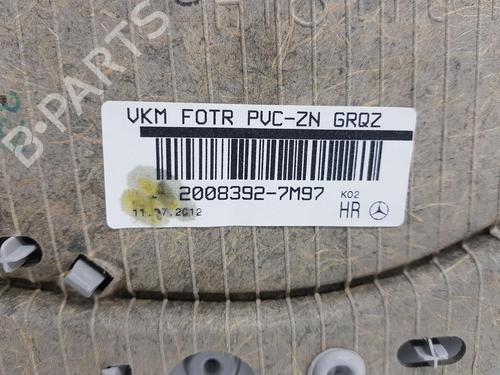 B-PARTS
VKM FOTR PVC-ZN GRQZ
2008392-7M97
K02
11.07.2012
HR